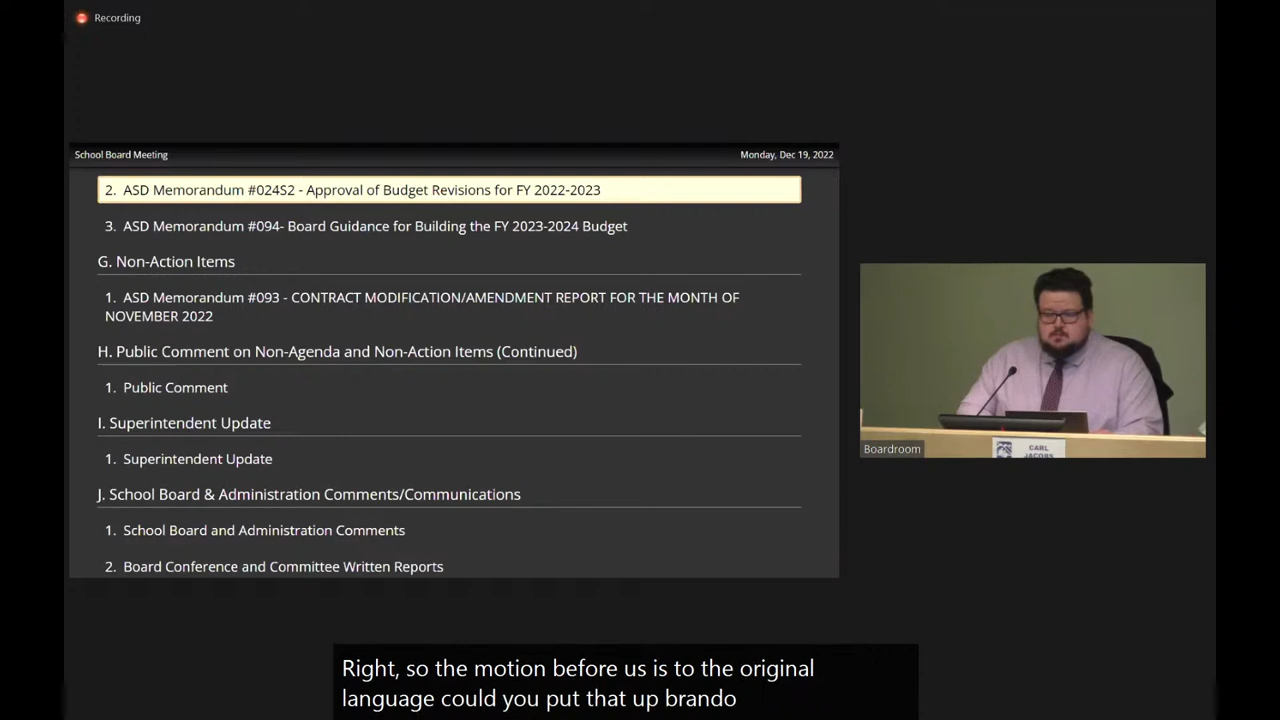 Recording
School Board Meeting
Monday, Dec 19, 2022
2. ASD Memorandum #024S2 - Approval of Budget Revisions for FY 2022-2023
3. ASD Memorandum #094- Board Guidance for Building the FY 2023-2024 Budget
G. Non-Action Items
1. ASD Memorandum #093 - CONTRACT MODIFICATION/AMENDMENT REPORT FOR THE MONTH OF
NOVEMBER 2022
H. Public Comment on Non-Agenda and Non-Action Items (Continued)
1. Public Comment
I. Superintendent Update
1. Superintendent Update
J. School Board & Administration Comments/Communications
1. School Board and Administration Comments
2. Board Conference and Committee Written Reports
Boardroom
CARL
JACOBS
Right, so the motion before us is to the original
language could you put that up brando